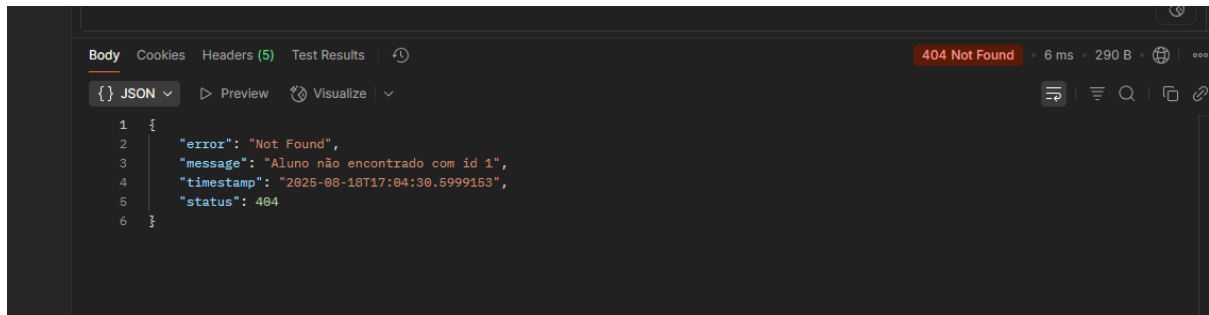 Body Cookies Headers (5) Test Results 404 Not Found • 6 ms • 290 B •
{} JSON Preview Visualize
1 {
2 "error": "Not Found",
3 "message": "Aluno não encontrado com id 1",
4 "timestamp": "2025-08-18T17:04:30.5999153",
5 "status": 404
6 }